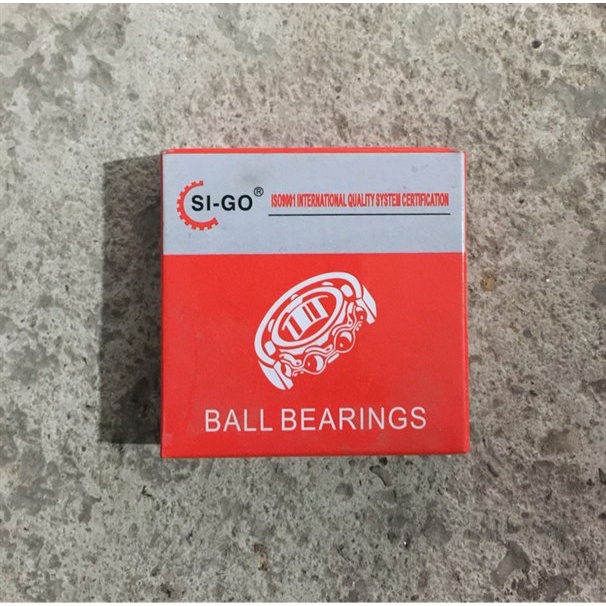 SI-GO®
ISO9001 INTERNATIONAL QUALITY SYSTEM CERTIFICATION
BALL BEARINGS